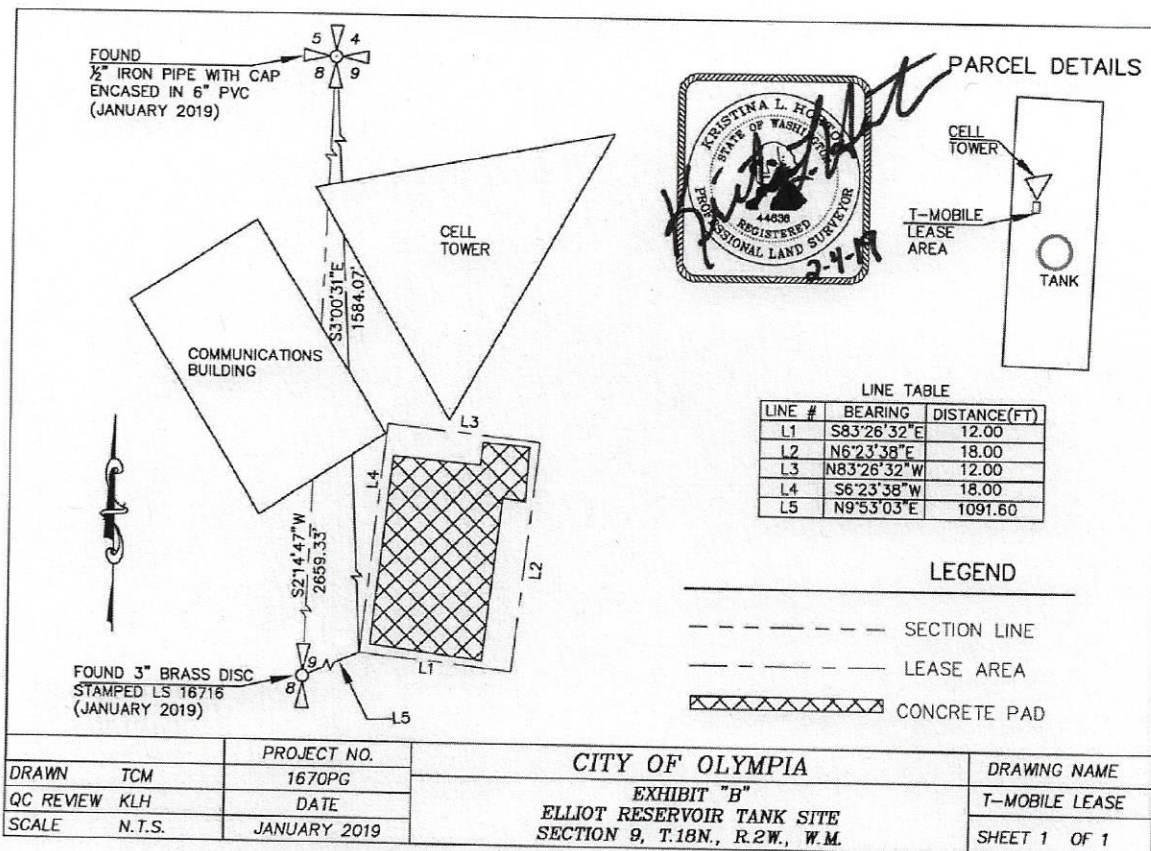 FOUND
½" IRON PIPE WITH CAP
ENCASED IN 6" PVC
(JANUARY 2019)
5 4
8 9
CELL
TOWER
COMMUNICATIONS
BUILDING
S3°00'31"E
1584.07'
S2°14'47"W
2659.33'
L3
L4
L2
L1
L5
9
8
FOUND 3" BRASS DISC
STAMPED LS 16716
(JANUARY 2019)
KRISTINA L.
STATE OF WASHINGTON
44636
REGISTERED
PROFESSIONAL LAND SURVEYOR
2-4-19
PARCEL DETAILS
CELL
TOWER
T-MOBILE
LEASE
AREA
TANK
LINE TABLE
LINE # BEARING DISTANCE(FT)
L1 S83°26'32"E 12.00
L2 N6°23'38"E 18.00
L3 N83°26'32"W 12.00
L4 S6°23'38"W 18.00
L5 N9°53'03"E 1091.60
LEGEND
SECTION LINE
LEASE AREA
CONCRETE PAD
DRAWN TCM
QC REVIEW KLH
SCALE N.T.S.
PROJECT NO.
1670PG
DATE
JANUARY 2019
CITY OF OLYMPIA
EXHIBIT "B"
ELLIOT RESERVOIR TANK SITE
SECTION 9, T.18N., R.2W., W.M.
DRAWING NAME
T-MOBILE LEASE
SHEET 1 OF 1